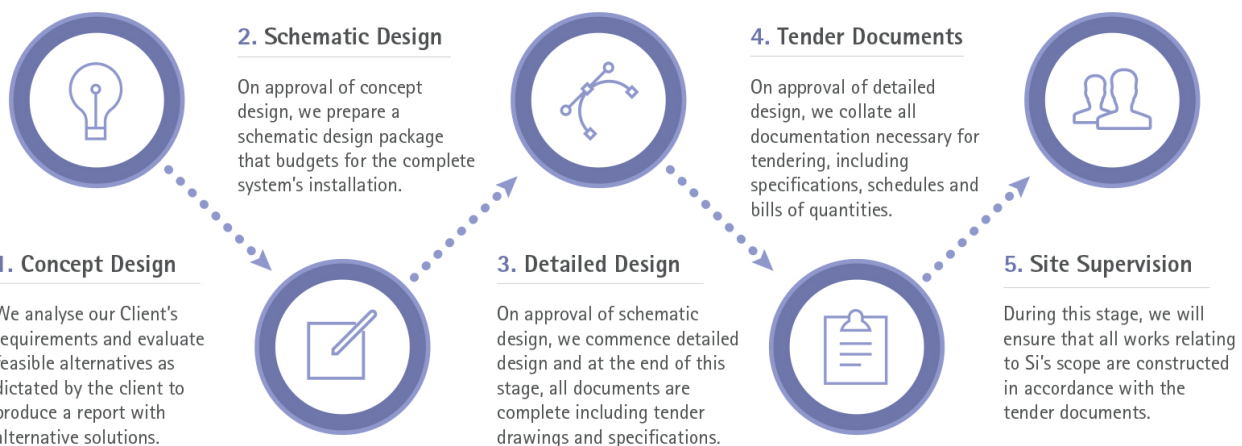 1. Concept Design
We analyse our Client's
requirements and evaluate
feasible alternatives as
dictated by the client to
produce a report with
alternative solutions.
2. Schematic Design
On approval of concept
design, we prepare a
schematic design package
that budgets for the complete
system's installation.
3. Detailed Design
On approval of schematic
design, we commence detailed
design and at the end of this
stage, all documents are
complete including tender
drawings and specifications.
4. Tender Documents
On approval of detailed
design, we collate all
documentation necessary for
tendering, including
specifications, schedules and
bills of quantities.
5. Site Supervision
During this stage, we will
ensure that all works relating
to Si's scope are constructed
in accordance with the
tender documents.